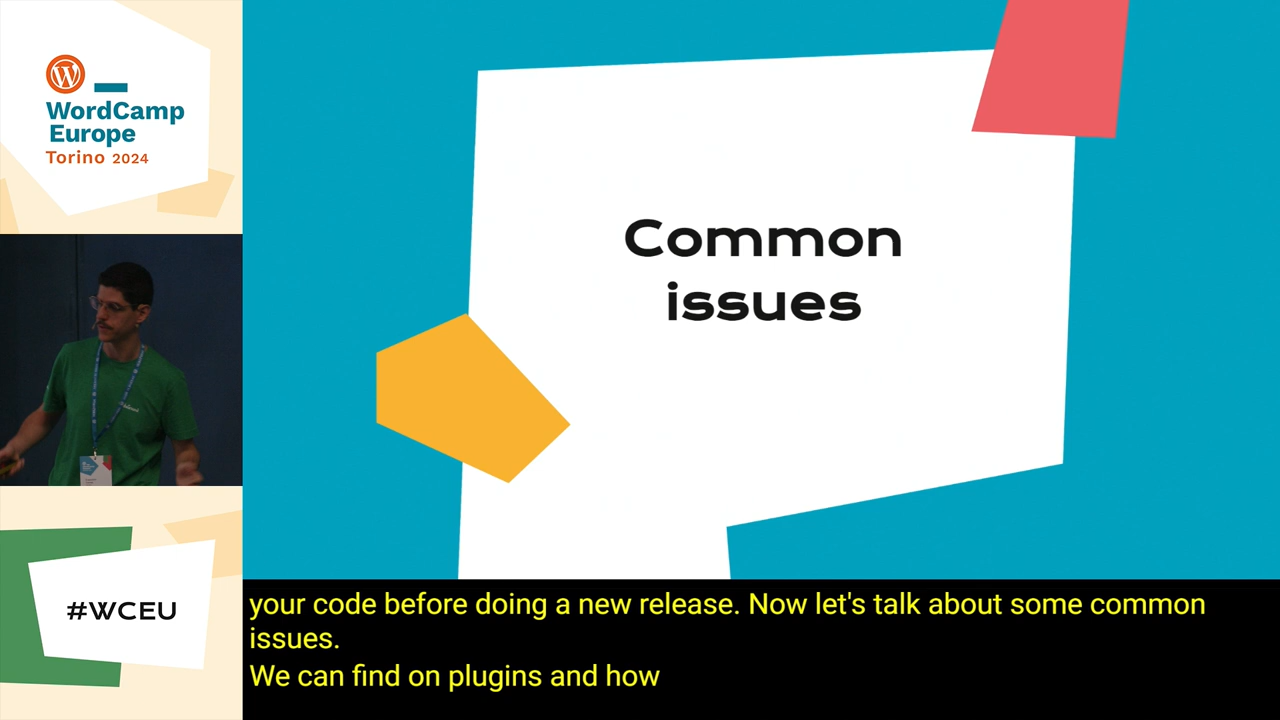 WordCamp
Europe
Torino 2024
Common
issues
#WCEU
your code before doing a new release. Now let's talk about some common
issues.
We can find on plugins and how